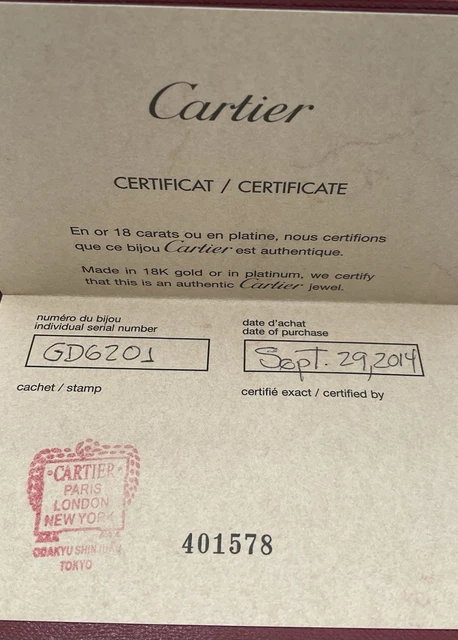 Cartier
CERTIFICAT / CERTIFICATE
En or 18 carats ou en platine, nous certifions
que ce bijou Cartier est authentique.
Made in 18K gold or in platinum, we certify
that this is an authentic Cartier jewel.
numéro du bijou
individual serial number
GD6201
date d'achat
date of purchase
Sept. 29, 2014
cachet / stamp
certifié exact / certified by
CARTIER
PARIS
LONDON
NEW YORK
ODAKYU
TOKYO
401578